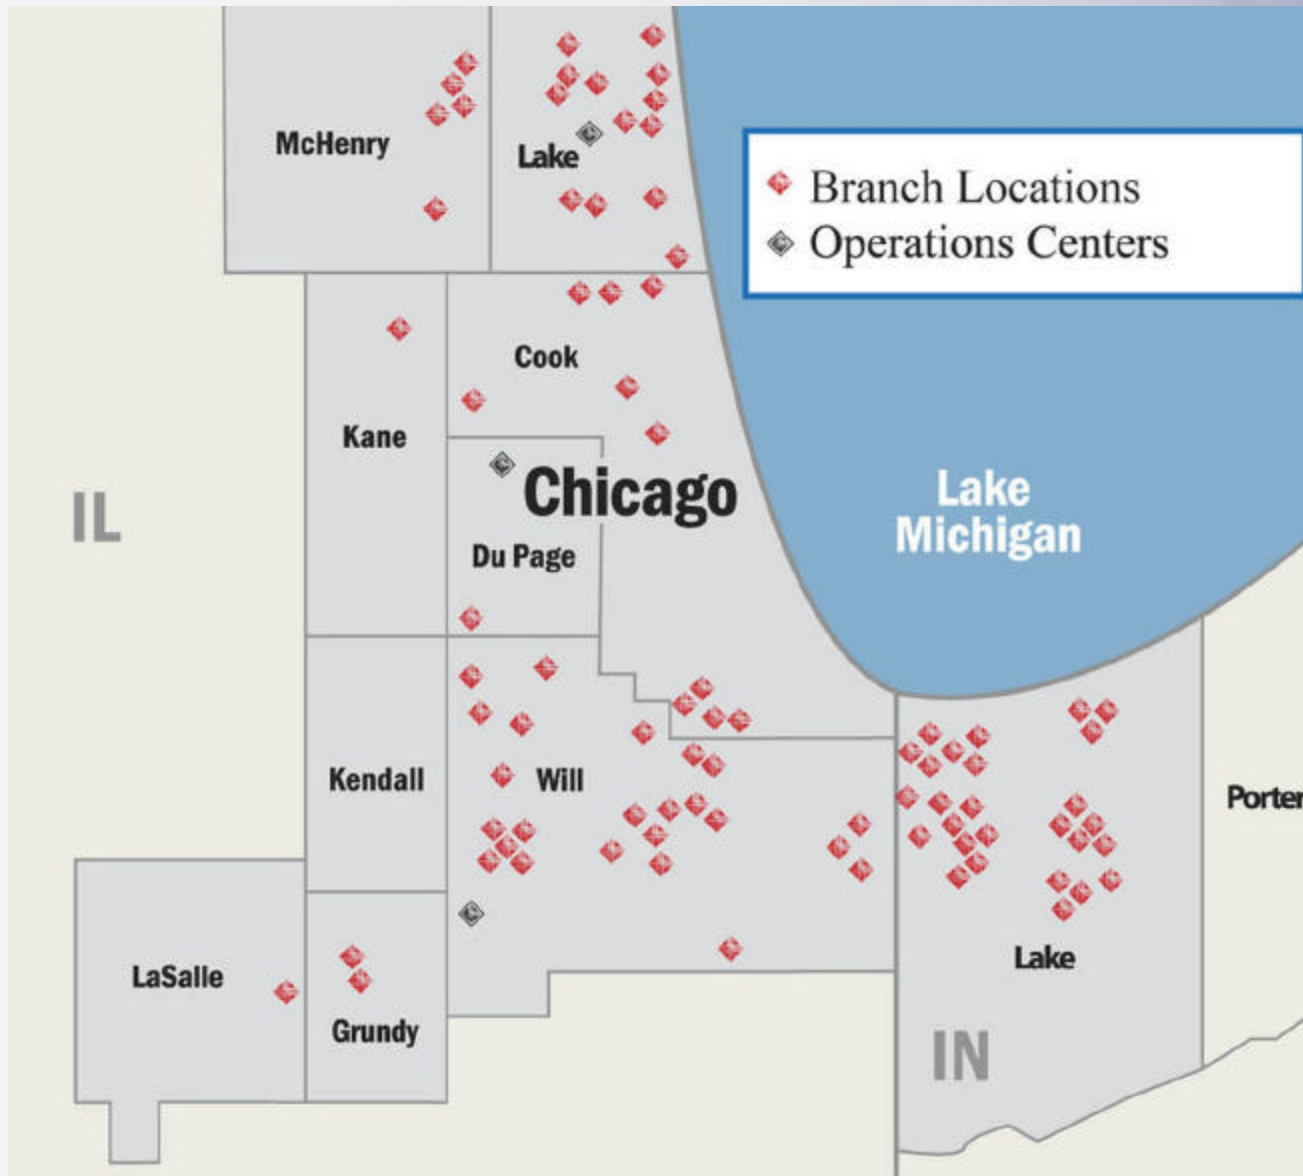 McHenry
Lake
Branch Locations
Operations Centers
Cook
Kane
Chicago
Lake
Michigan
IL
Du Page
Kendall
Will
Porter
LaSalle
Lake
Grundy
IN